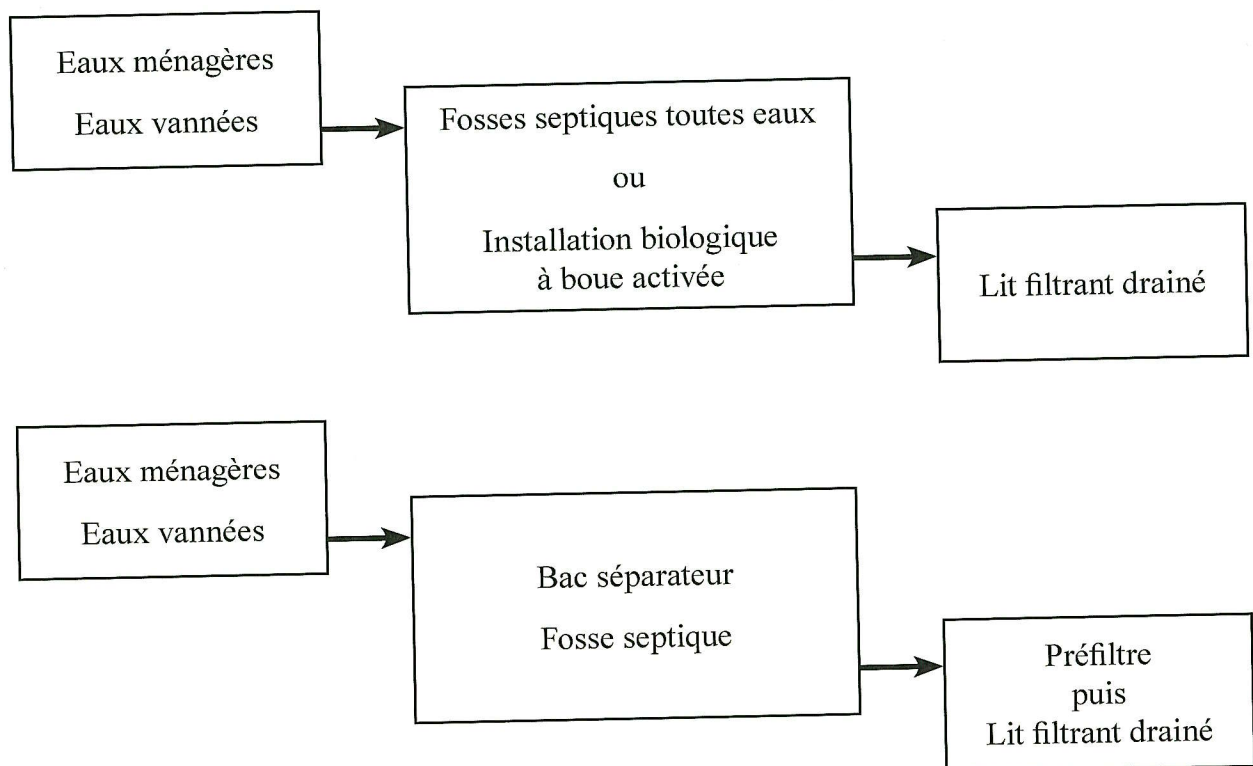 Eaux ménagères
Eaux vannées
Fosses septiques toutes eaux
ou
Installation biologique
à boue activée
Lit filtrant drainé
Eaux ménagères
Eaux vannées
Bac séparateur
Fosse septique
Préfiltre
puis
Lit filtrant drainé